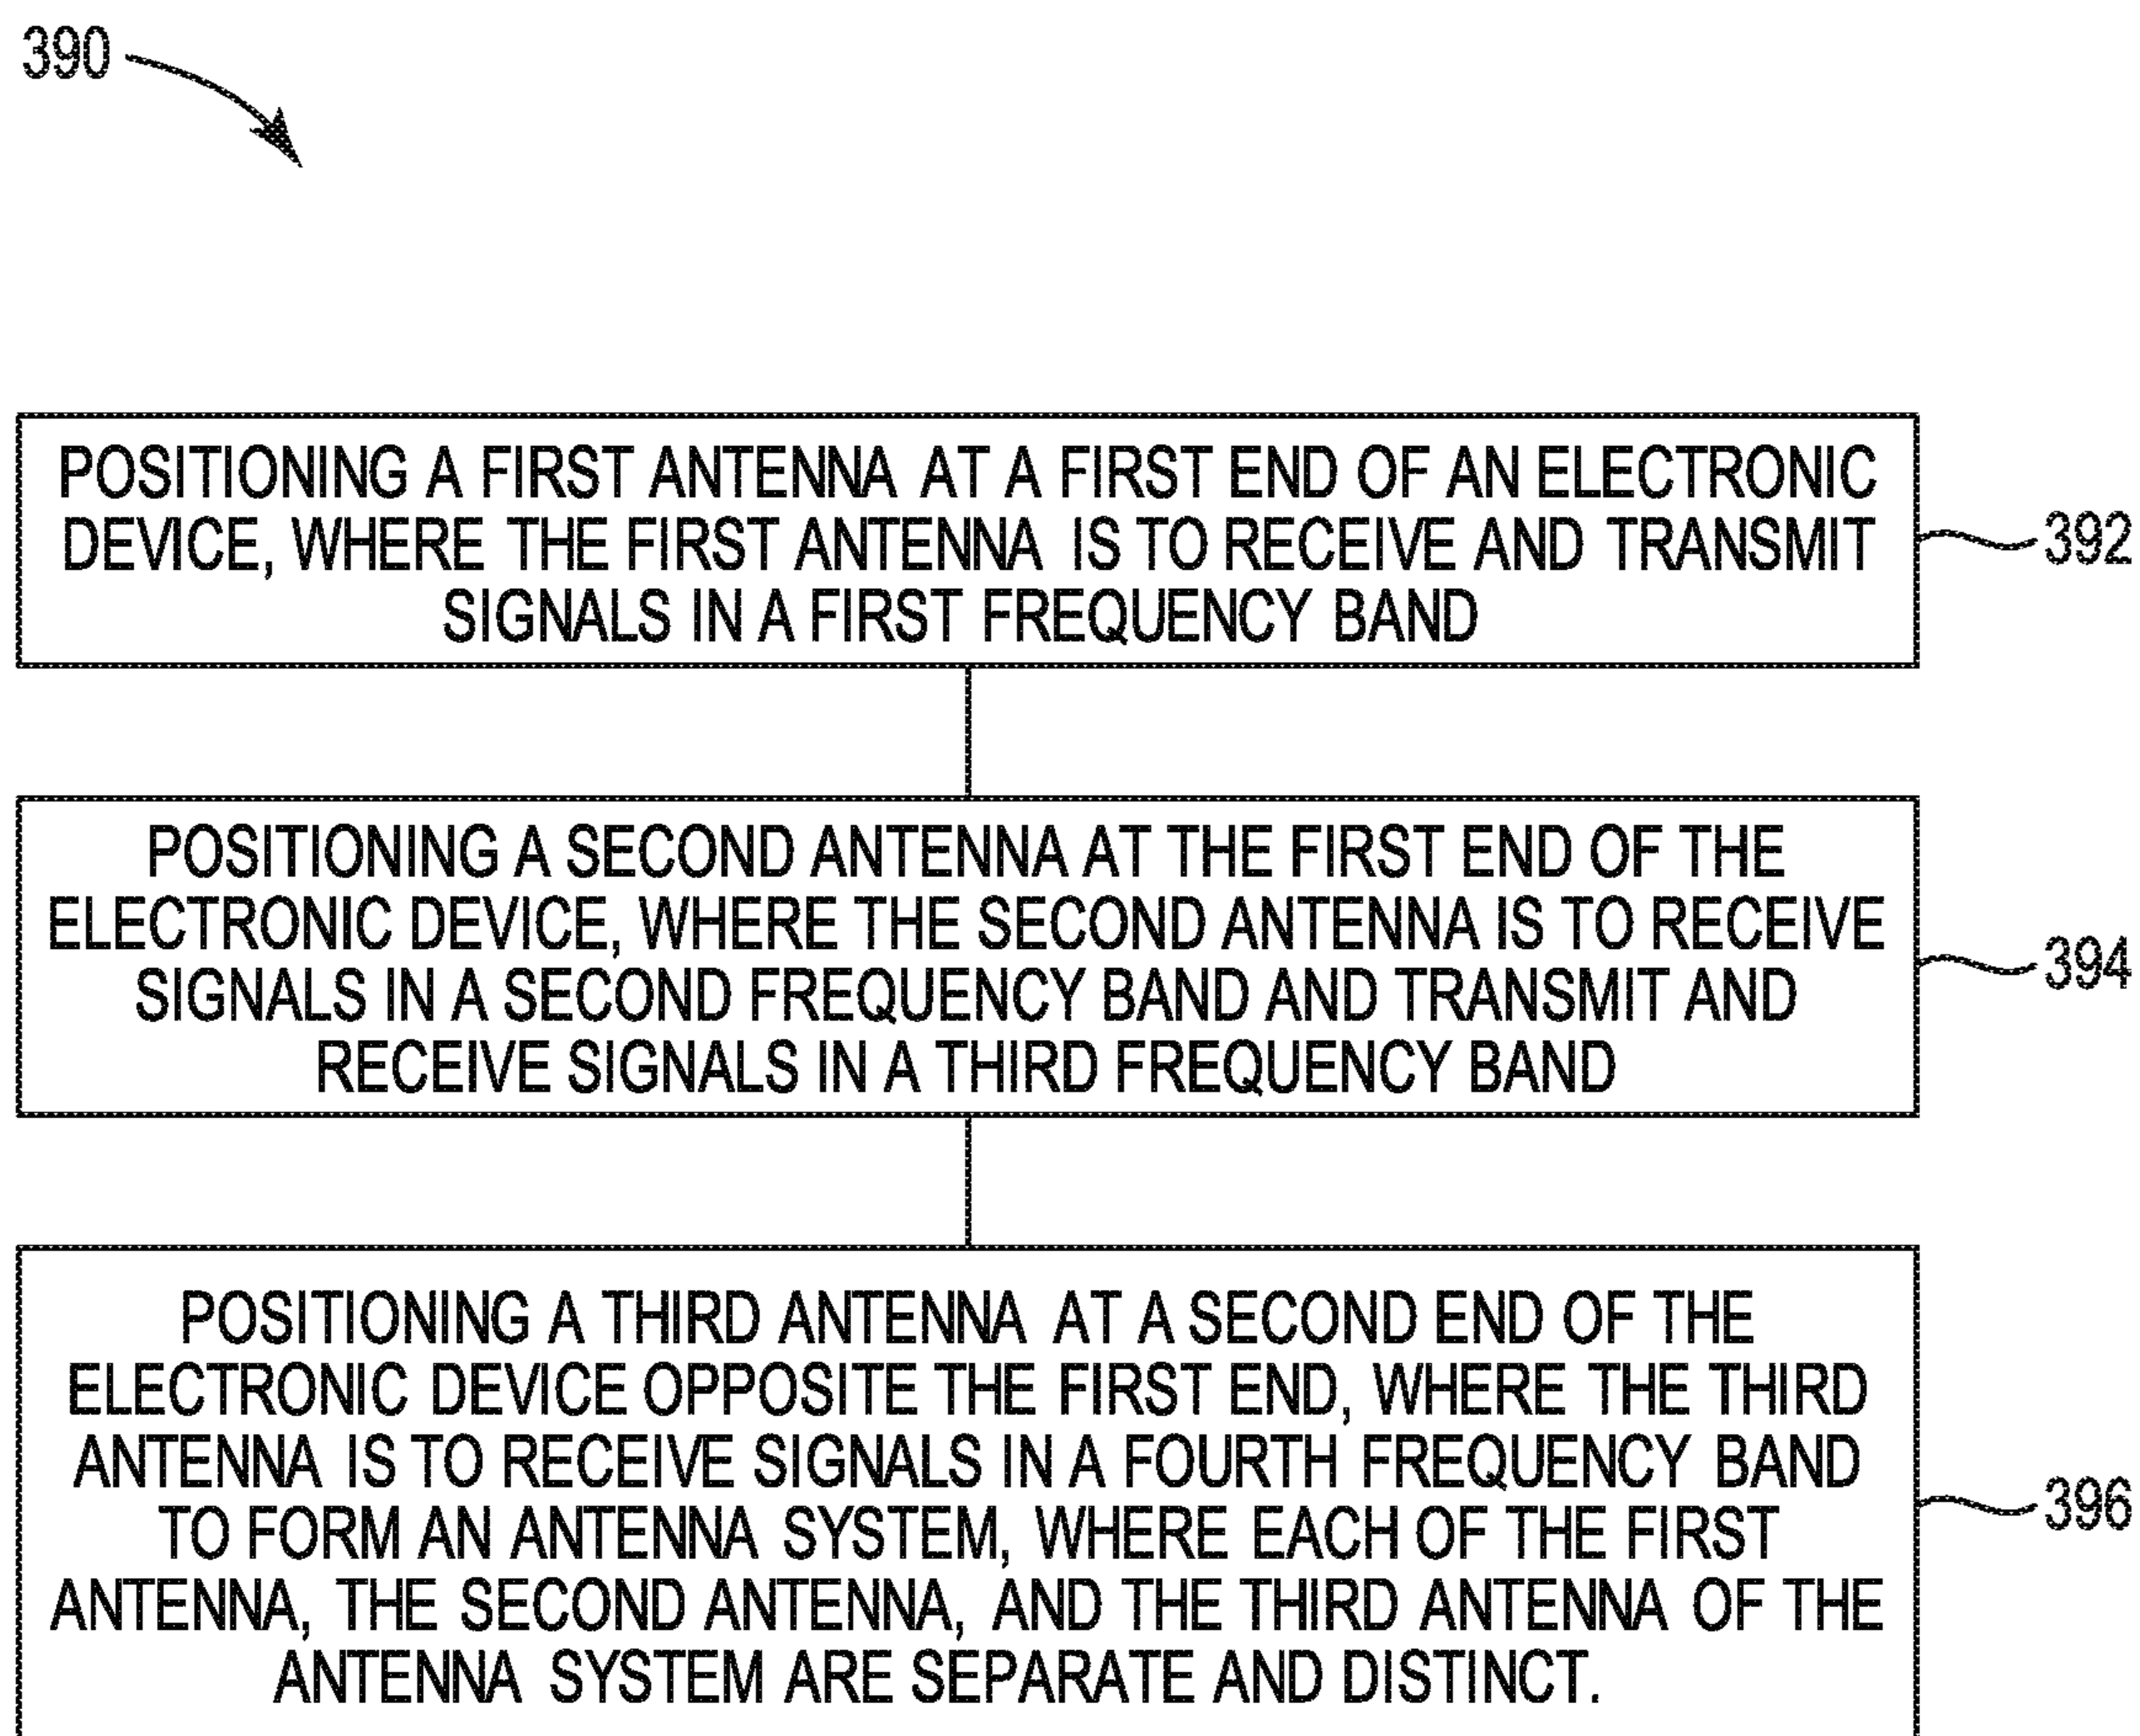 390
POSITIONING A FIRST ANTENNA AT A FIRST END OF AN ELECTRONIC
DEVICE, WHERE THE FIRST ANTENNA IS TO RECEIVE AND TRANSMIT
SIGNALS IN A FIRST FREQUENCY BAND
392
POSITIONING A SECOND ANTENNA AT THE FIRST END OF THE
ELECTRONIC DEVICE, WHERE THE SECOND ANTENNA IS TO RECEIVE
SIGNALS IN A SECOND FREQUENCY BAND AND TRANSMIT AND
RECEIVE SIGNALS IN A THIRD FREQUENCY BAND
394
POSITIONING A THIRD ANTENNA AT A SECOND END OF THE
ELECTRONIC DEVICE OPPOSITE THE FIRST END, WHERE THE THIRD
ANTENNA IS TO RECEIVE SIGNALS IN A FOURTH FREQUENCY BAND
TO FORM AN ANTENNA SYSTEM, WHERE EACH OF THE FIRST
ANTENNA, THE SECOND ANTENNA, AND THE THIRD ANTENNA OF THE
ANTENNA SYSTEM ARE SEPARATE AND DISTINCT.
396